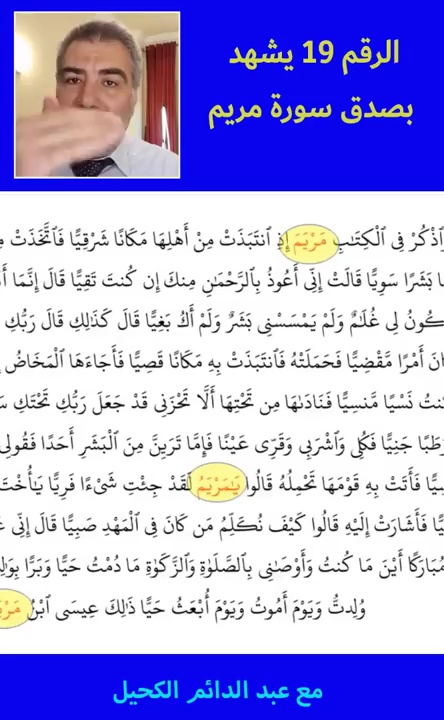 الرقم 19 يشهد
بصدق سورة مريم
وَٱذْكُرْ فِى ٱلْكِتَٰبِ مَرْيَمَ إِذِ ٱنتَبَذَتْ مِنْ أَهْلِهَا مَكَانًا شَرْقِيًّا فَٱتَّخَذَتْ
بَشَرًا سَوِيًّا قَالَتْ إِنِّى أَعُوذُ بِٱلرَّحْمَٰنِ مِنكَ إِن كُنتَ تَقِيًّا قَالَ إِنَّمَا
لِى غُلَٰمٌ وَلَمْ يَمْسَسْنِى بَشَرٌ وَلَمْ أَكُ بَغِيًّا قَالَ كَذَٰلِكِ قَالَ رَبُّكِ
أَمْرًا مَّقْضِيًّا فَحَمَلَتْهُ فَٱنتَبَذَتْ بِهِ مَكَانًا قَصِيًّا فَأَجَاءَهَا ٱلْمَخَاضُ
نَسْيًا مَّنسِيًّا فَنَادَىٰهَا مِن تَحْتِهَا أَلَّا تَحْزَنِى قَدْ جَعَلَ رَبُّكِ تَحْتَكِ
جَنِيًّا فَكُلِى وَٱشْرَبِى وَقَرِّى عَيْنًا فَإِمَّا تَرَيِنَّ مِنَ ٱلْبَشَرِ أَحَدًا فَقُولِى
فَأَتَتْ بِهِ قَوْمَهَا تَحْمِلُهُ قَالُوا يَٰمَرْيَمُ لَقَدْ جِئْتِ شَيْءًا فَرِيًّا يَٰأُخْتَ
فَأَشَارَتْ إِلَيْهِ قَالُوا كَيْفَ نُكَلِّمُ مَن كَانَ فِى ٱلْمَهْدِ صَبِيًّا قَالَ إِنِّى
مُبَارَكًا أَيْنَ مَا كُنتُ وَأَوْصَٰنِى بِٱلصَّلَوٰةِ وَٱلزَّكَوٰةِ مَا دُمْتُ حَيًّا وَبَرًّا
وُلِدتُّ وَيَوْمَ أَمُوتُ وَيَوْمَ أُبْعَثُ حَيًّا ذَٰلِكَ عِيسَى ٱبْنُ
مع عبد الدائم الكحيل